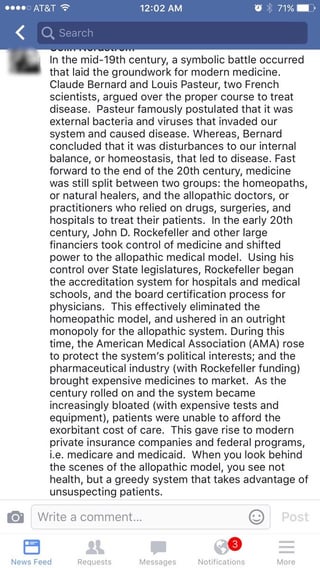 AT&T 12:02 AM 71%
Search
In the mid-19th century, a symbolic battle occurred
that laid the groundwork for modern medicine.
Claude Bernard and Louis Pasteur, two French
scientists, argued over the proper course to treat
disease.  Pasteur famously postulated that it was
external bacteria and viruses that invaded our
system and caused disease. Whereas, Bernard
concluded that it was disturbances to our internal
balance, or homeostasis, that led to disease. Fast
forward to the end of the 20th century, medicine
was still split between two groups: the homeopaths,
or natural healers, and the allopathic doctors, or
practitioners who relied on drugs, surgeries, and
hospitals to treat their patients.  In the early 20th
century, John D. Rockefeller and other large
financiers took control of medicine and shifted
power to the allopathic medical model.  Using his
control over State legislatures, Rockefeller began
the accreditation system for hospitals and medical
schools, and the board certification process for
physicians.  This effectively eliminated the
homeopathic model, and ushered in an outright
monopoly for the allopathic system. During this
time, the American Medical Association (AMA) rose
to protect the system's political interests; and the
pharmaceutical industry (with Rockefeller funding)
brought expensive medicines to market.  As the
century rolled on and the system became
increasingly bloated (with expensive tests and
equipment), patients were unable to afford the
exorbitant cost of care.  This gave rise to modern
private insurance companies and federal programs,
i.e. medicare and medicaid.  When you look behind
the scenes of the allopathic model, you see not
health, but a greedy system that takes advantage of
unsuspecting patients.
Write a comment... Post
3
News Feed Requests Messages Notifications More